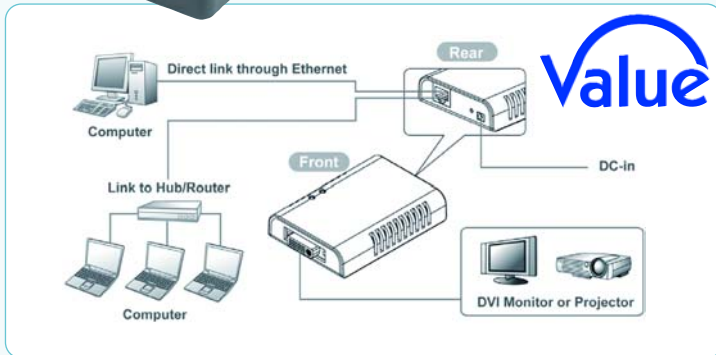 Rear
Value
Direct link through Ethernet
Computer
Front
DC-in
Link to Hub/Router
DVI Monitor or Projector
Computer